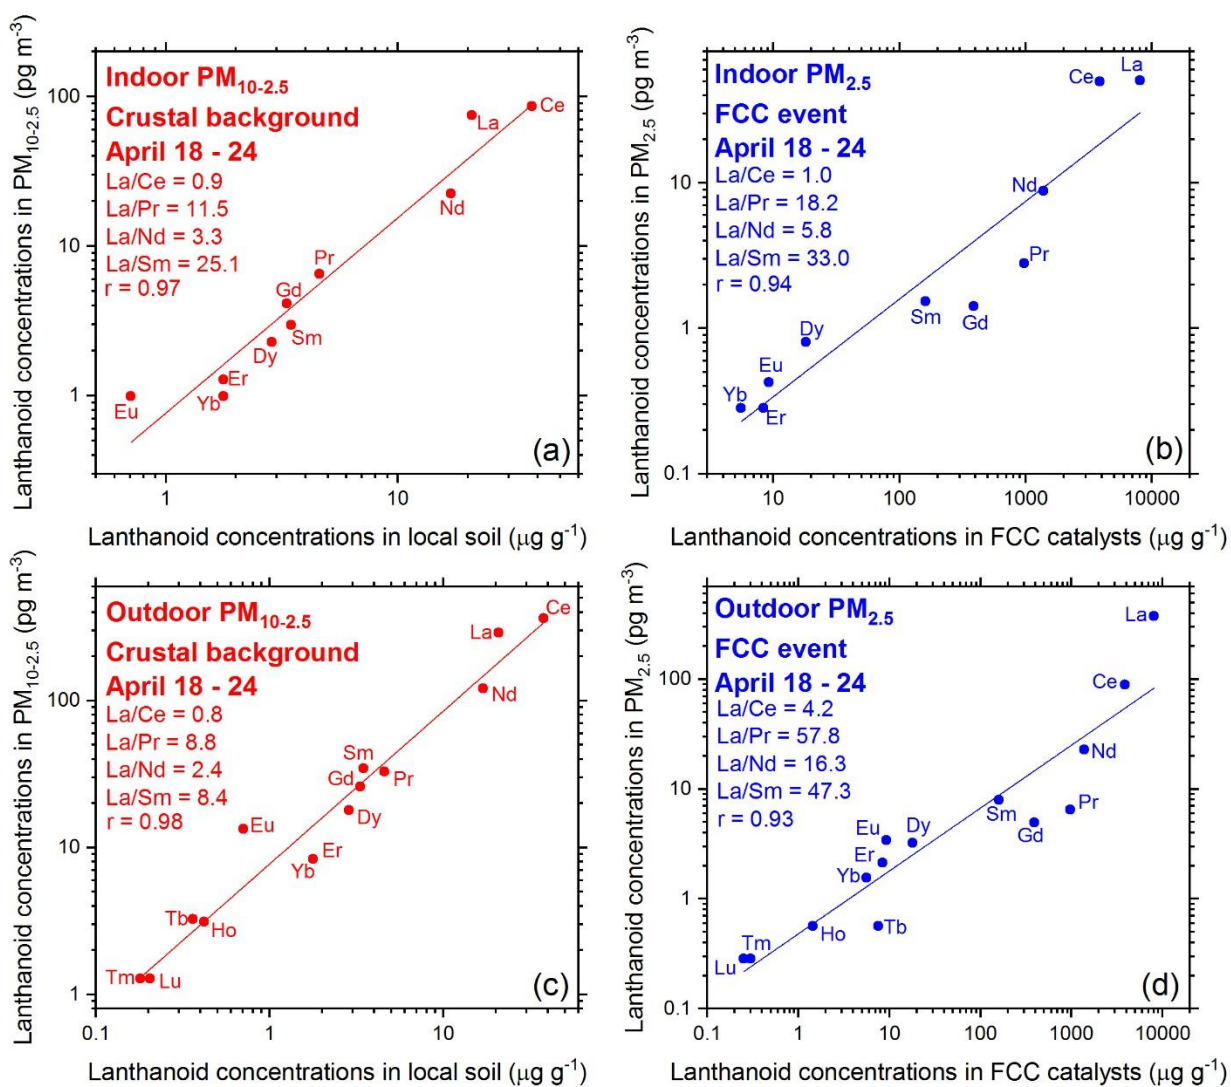 Lanthanoid concentrations in PM10-2.5 (pg m-3)
Indoor PM10-2.5
Crustal background
April 18 - 24
La/Ce = 0.9
La/Pr = 11.5
La/Nd = 3.3
La/Sm = 25.1
r = 0.97
100
10
1
Ce
La
Nd
Pr
Gd
Sm
Dy
Er
Yb
Eu
(a)
1
10
Lanthanoid concentrations in local soil (μg g-1)
Lanthanoid concentrations in PM2.5 (pg m-3)
Indoor PM2.5
FCC event
April 18 - 24
La/Ce = 1.0
La/Pr = 18.2
La/Nd = 5.8
La/Sm = 33.0
r = 0.94
10
1
0.1
La
Ce
Nd
Pr
Sm
Gd
Dy
Eu
Yb
Er
(b)
10
100
1000
10000
Lanthanoid concentrations in FCC catalysts (μg g-1)
Lanthanoid concentrations in PM10-2.5 (pg m-3)
Outdoor PM10-2.5
Crustal background
April 18 - 24
La/Ce = 0.8
La/Pr = 8.8
La/Nd = 2.4
La/Sm = 8.4
r = 0.98
100
10
1
Ce
La
Nd
Sm
Gd
Pr
Dy
Eu
Er
Yb
Tb
Ho
Tm
Lu
(c)
0.1
1
10
Lanthanoid concentrations in local soil (μg g-1)
Lanthanoid concentrations in PM2.5 (pg m-3)
Outdoor PM2.5
FCC event
April 18 - 24
La/Ce = 4.2
La/Pr = 57.8
La/Nd = 16.3
La/Sm = 47.3
r = 0.93
100
10
1
0.1
La
Ce
Nd
Pr
Sm
Gd
Eu
Dy
Er
Yb
Ho
Tb
Tm
Lu
(d)
0.1
1
10
100
1000
10000
Lanthanoid concentrations in FCC catalysts (μg g-1)